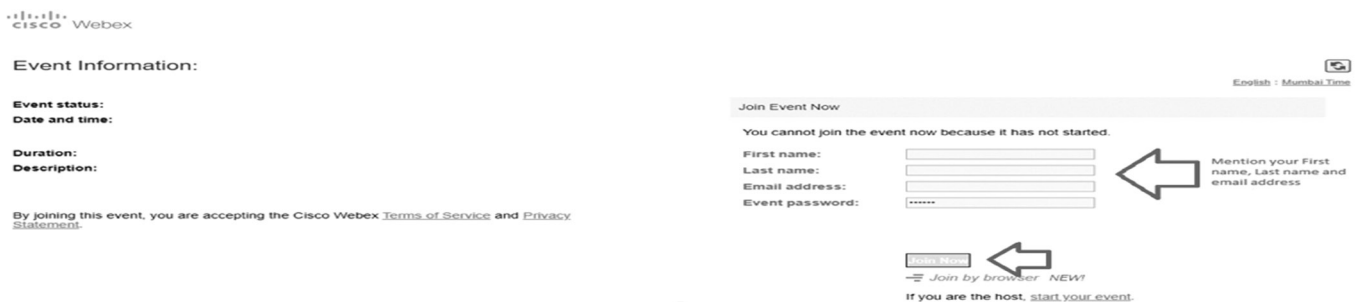 CISCO Webex
Event Information:
English : Mumbai Time
Event status:
Date and time:
Duration:
Description:
By joining this event, you are accepting the Cisco Webex Terms of Service and Privacy
Statement.
Join Event Now
You cannot join the event now because it has not started.
First name:
Last name:
Email address:
Event password: ••••••
Mention your First
name, Last name and
email address
Join Now
Join by browser NEW!
If you are the host, start your event.